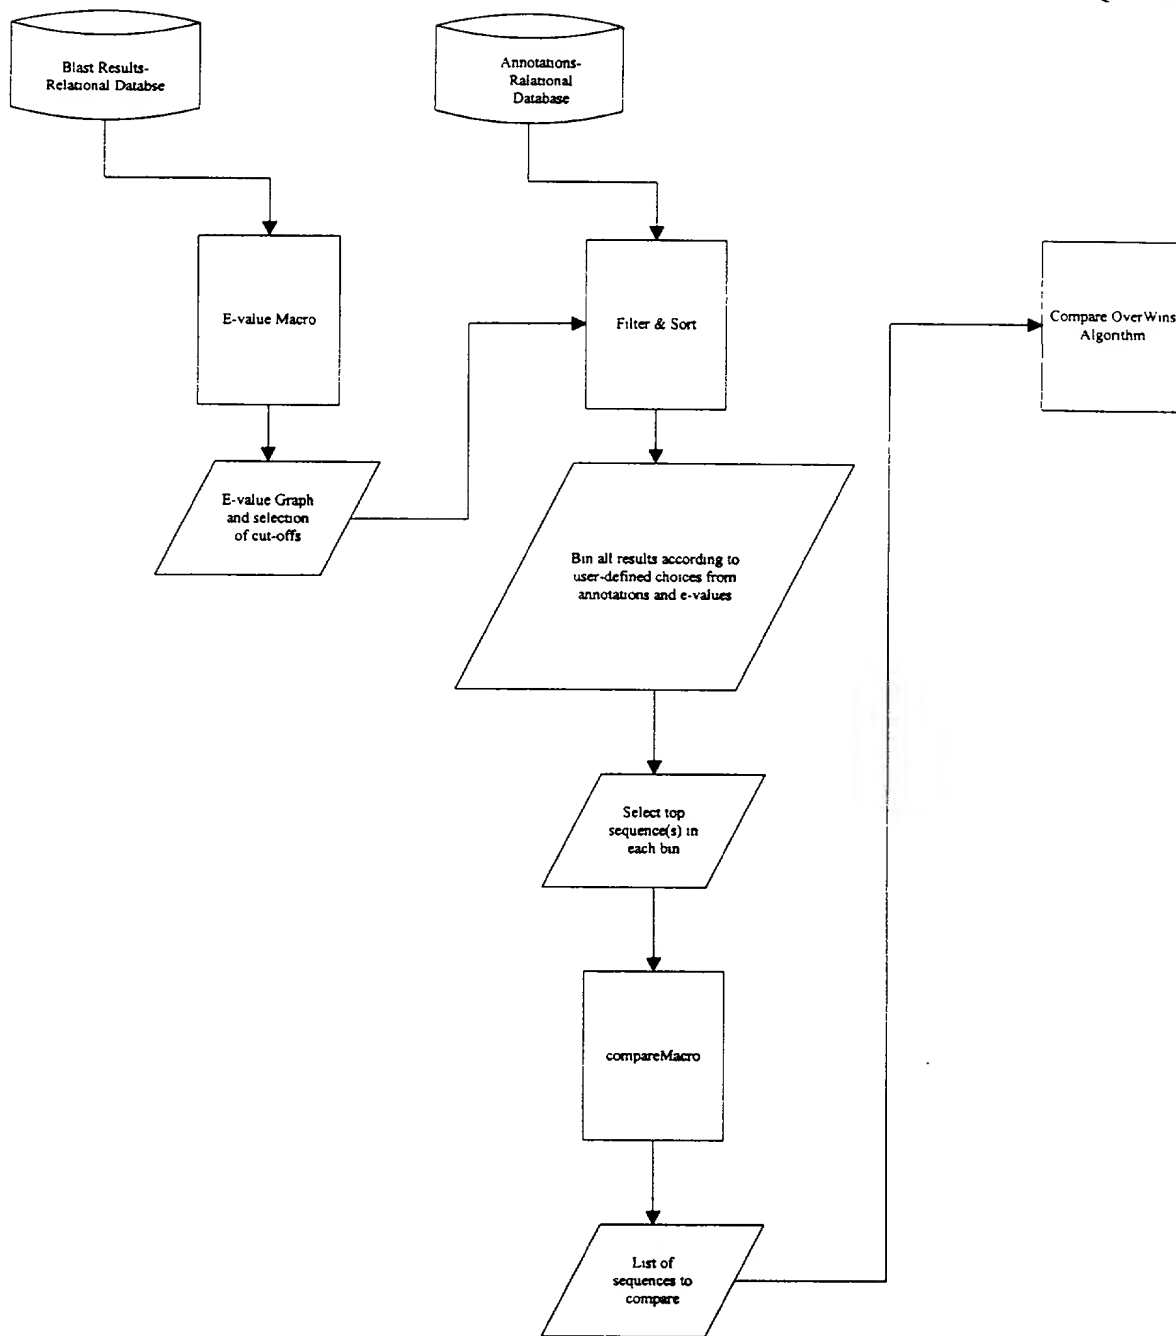 Blast Results-
Relational Databse
Annotations-
Ralational
Database
E-value Macro
Filter & Sort
Compare OverWins
Algorithm
E-value Graph
and selection
of cut-offs
Bin all results according to
user-defined choices from
annotations and e-values
Select top
sequence(s) in
each bin
compareMacro
List of
sequences to
compare